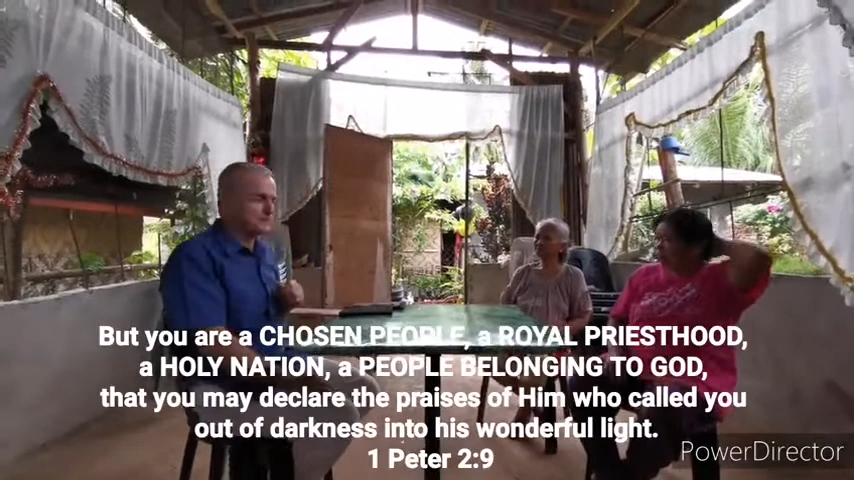 But you are a CHOSEN PEOPLE, a ROYAL PRIESTHOOD,
a HOLY NATION, a PEOPLE BELONGING TO GOD,
that you may declare the praises of Him who called you
out of darkness into his wonderful light.
1 Peter 2:9
PowerDirector